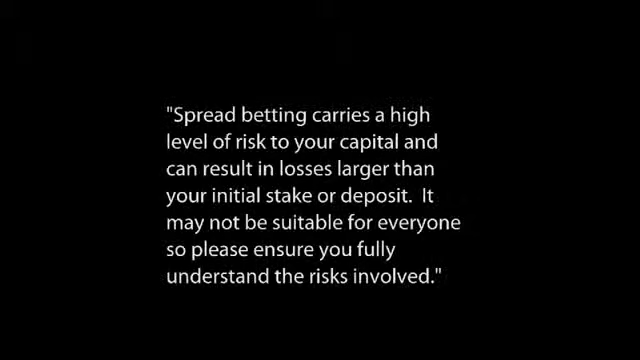 "Spread betting carries a high
level of risk to your capital and
can result in losses larger than
your initial stake or deposit.  It
may not be suitable for everyone
so please ensure you fully
understand the risks involved."